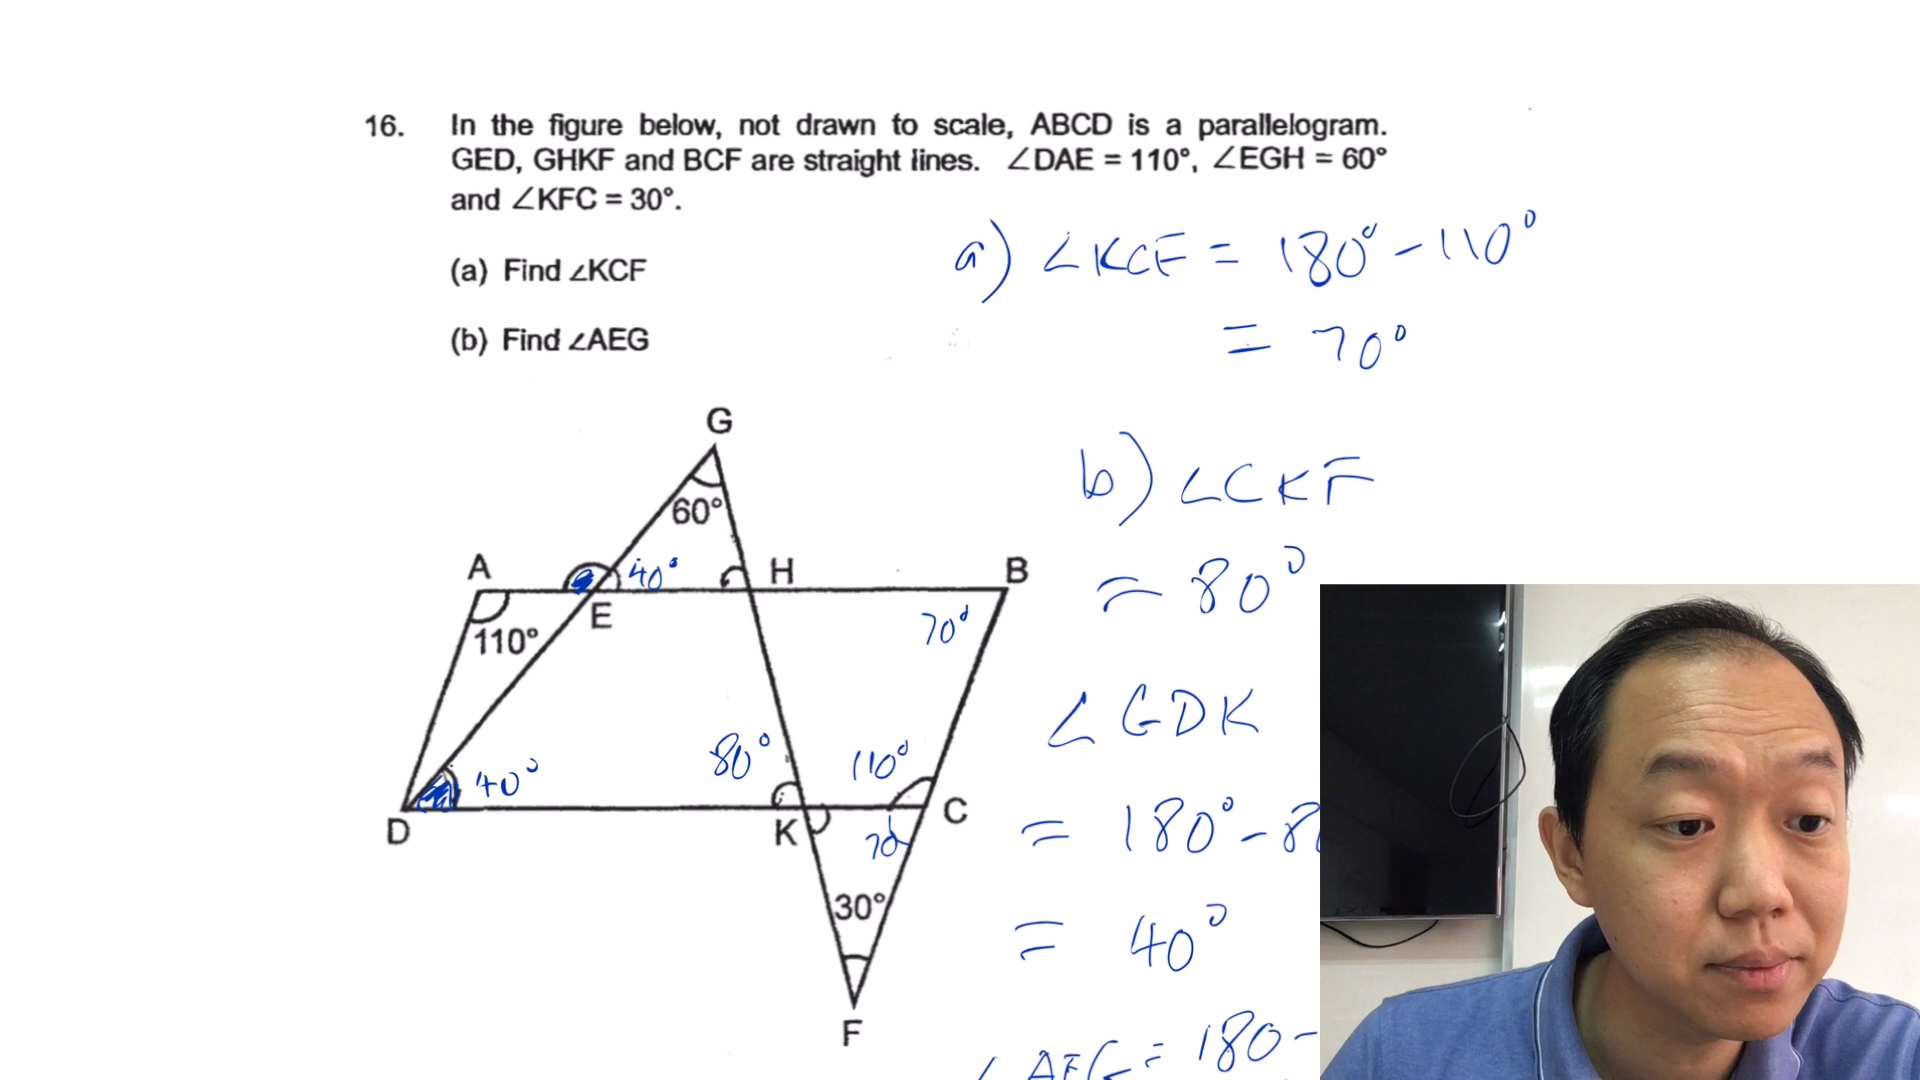 16. In the figure below, not drawn to scale, ABCD is a parallelogram.
GED, GHKF and BCF are straight lines. ∠DAE = 110°, ∠EGH = 60°
and ∠KFC = 30°.
(a) Find ∠KCF
(b) Find ∠AEG
a) ∠KCF = 180° - 110°
= 70°
b) ∠CKF
= 80°
∠GDK
= 180° - 8
= 40°
∠AEG = 180 -
G
60°
A
40°
H
B
E
110°
70°
80°
110°
40°
D
K
C
70
30°
F